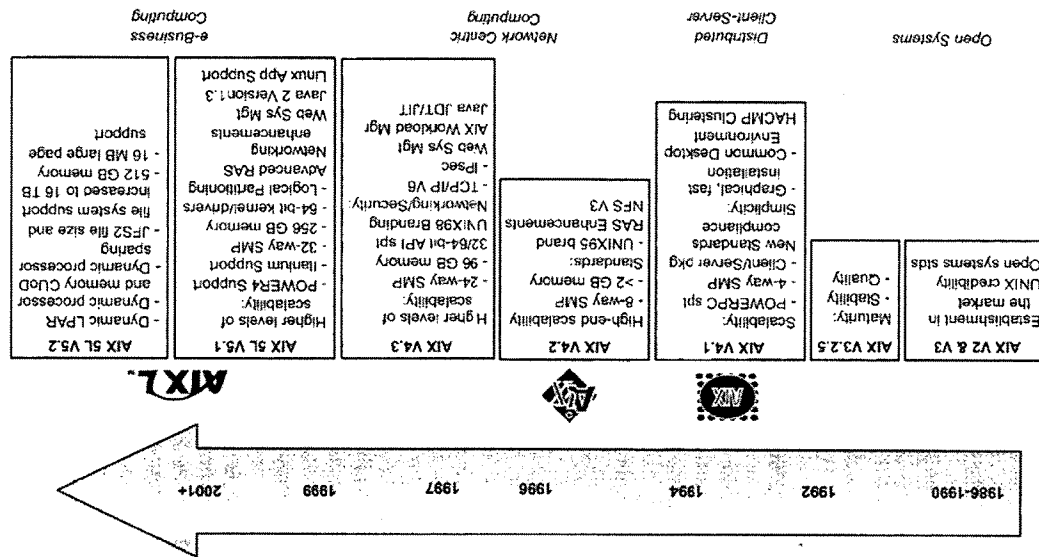 1986-1990
1992
1994
1996
1997
1999
2001+
AIX
AIX
AIX L
AIX V2 & V3
Establishment in
the market
UNIX credibility
Open systems stds
AIX V3.2.5
Maturity:
- Stability
- Quality
AIX V4.1
Scalability:
- POWERPC spt
- 4-way SMP
- Client/Server pkg
New Standards
compliance
Simplicity:
- Graphical, fast
installation
- Common Desktop
Environment
HACMP Clustering
AIX V4.2
High-end scalability
- 8-way SMP
- >2 GB memory
Standards:
- UNIX95 brand
RAS Enhancements
NFS V3
AIX V4.3
Higher levels of
scalability:
- 24-way SMP
- 96 GB memory
32/64-bit API spt
UNIX98 Branding
Networking/Security:
- TCP/IP V6
- IPsec
Web Sys Mgt
AIX Workload Mgr
Java JDT/JIT
AIX 5L V5.1
Higher levels of
scalability:
- POWER4 Support
- Itanium Support
- 32-way SMP
- 256 GB memory
- 64-bit kernel/drivers
- Logical Partitioning
Advanced RAS
Networking
enhancements
Web Sys Mgt
Java 2 Version1.3
Linux App Support
AIX 5L V5.2
- Dynamic LPAR
- Dynamic processor
and memory CUoD
- Dynamic processor
sparing
- JFS2 file size and
file system support
increased to 16 TB
- 512 GB memory
- 16 MB large page
support
Open Systems
Distributed
Client-Server
Network Centric
Computing
e-Business
Computing